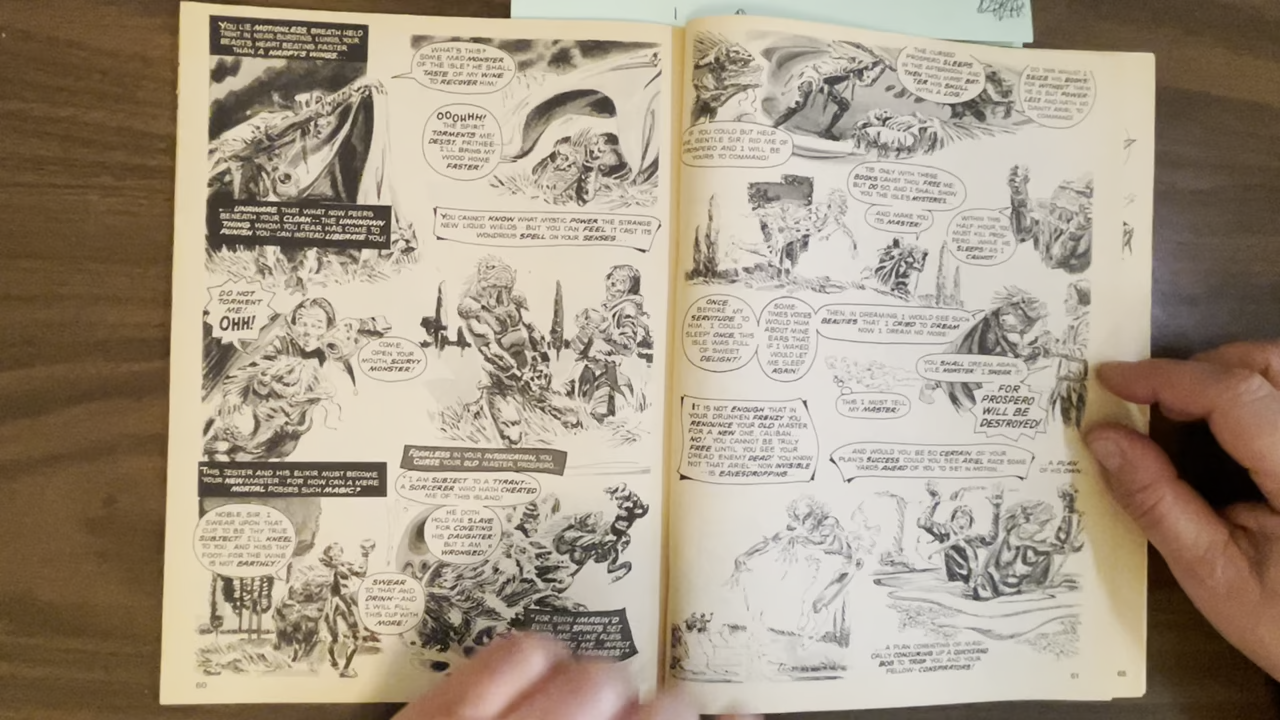 YOU LIE MOTIONLESS, BREATH HELD
TIGHT IN NEAR-BURSTING LUNGS, YOUR
BEAST'S HEART BEATING FASTER
THAN A HARPY'S WINGS...
...UNAWARE THAT WHAT NOW PEERS
BENEATH YOUR CLOAK--THE UNKNOWN
THING WHOM YOU FEAR HAS COME TO
PUNISH YOU--CAN INSTEAD LIBERATE YOU!
WHAT'S THIS?
SOME MAD MONSTER
OF THE ISLE? HE SHALL
TASTE OF MY WINE
TO RECOVER HIM!
OOOHHH!
THE SPIRIT
TORMENTS ME!
DESIST, PRITHEE--
I'LL BRING MY
WOOD HOME
FASTER!
YOU CANNOT KNOW WHAT MYSTIC POWER THE STRANGE
NEW LIQUID WIELDS--BUT YOU CAN FEEL IT CAST ITS
WONDROUS SPELL ON YOUR SENSES...
DO NOT
TORMENT
ME!
OHH!
COME,
OPEN YOUR
MOUTH, SCURVY
MONSTER!
FEARLESS IN YOUR INTOXICATION, YOU
CURSE YOUR OLD MASTER, PROSPERO...
THIS JESTER AND HIS ELIXIR MUST BECOME
YOUR NEW MASTER--FOR HOW CAN A MERE
MORTAL POSSES SUCH MAGIC?
NOBLE, SIR, I
SWEAR UPON THAT
CUP TO BE THY TRUE
SUBJECT! I'LL KNEEL
TO YOU, AND KISS THY
FOOT--FOR THE WINE
IS NOT EARTHLY!
SWEAR
TO THAT AND
DRINK--AND
I WILL FILL
THIS CUP WITH
MORE!
"I AM SUBJECT TO A TYRANT--
A SORCERER WHO HATH CHEATED
ME OF THIS ISLAND!
HE DOTH
HOLD ME SLAVE
FOR COVETING
HIS DAUGHTER!
BUT I AM
WRONGED!
"FOR SUCH IMAGIN'D
EVILS, HIS SPIRITS SET
ME--LIKE FLIES
ME... INFECT
MADNESS!"
60
IF YOU COULD BUT HELP
ME, GENTLE SIR! RID ME OF
PROSPERO AND I WILL BE
YOURS TO COMMAND!
THE CURSED
PROSPERO SLEEPS
IN THE AFTERNOON--AND
THEN THOU MAYST BAT-
TER HIS SKULL
WITH A LOG!
DO THIS WHILST I
SEIZE HIS BOOKS!
FOR WITHOUT THEM
HE IS BUT POWER-
LESS AND HATH NO
DAINTY ARIEL TO
COMMAND!
'TIS ONLY WITH THESE
BOOKS CANST THOU FREE ME
BUT DO SO, AND I SHALL SHOW
YOU THE ISLE'S MYSTERIES
...AND MAKE YOU
ITS MASTER!
WITHIN THIS
HALF-HOUR, YOU
MUST KILL PROS-
PERO...WHILE HE
SLEEPS! AS I
CANNOT!
ONCE,
BEFORE MY
SERVITUDE TO
HIM, I COULD
SLEEP! ONCE, THIS
ISLE WAS FULL
OF SWEET
DELIGHT!
SOME-
TIMES VOICES
WOULD HUM
ABOUT MINE
EARS THAT
IF I WAKED,
WOULD LET
ME SLEEP
AGAIN!
THEN, IN DREAMING, I WOULD SEE SUCH
BEAUTIES THAT I CRIED TO DREAM
NOW I DREAM NO MORE!
YOU SHALL DREAM AGAIN,
VILE MONSTER! I SWEAR IT!
FOR
PROSPERO
WILL BE
DESTROYED!
THIS I MUST TELL
MY MASTER!
IT IS NOT ENOUGH THAT IN
YOUR DRUNKEN FRENZY YOU
RENOUNCE YOUR OLD MASTER
FOR A NEW ONE, CALIBAN.
NO! YOU CANNOT BE TRULY
FREE UNTIL YOU SEE YOUR
DREAD ENEMY DEAD! YOU KNOW
NOT THAT ARIEL--NOW INVISIBLE
--IS EAVESDROPPING...
AND WOULD YOU BE SO CERTAIN OF YOUR
PLAN'S SUCCESS COULD YOU SEE ARIEL RACE SOME
YARDS AHEAD OF YOU TO SET IN MOTION...
A PLAN
OF HIS OWN.
A PLAN CONSISTING OF MAGI-
CALLY CONJURING UP A QUICKSAND
BOG TO TRAP YOU AND YOUR
FELLOW-CONSPIRATORS!
61
65